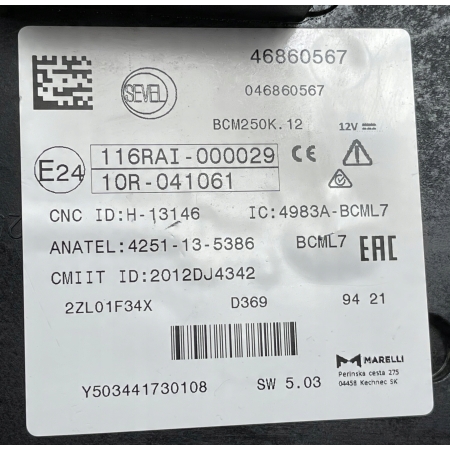 46860567
SEVEL
046860567
BCM250K.12
12V
E24
116RAI-000029
CE
10R-041061
CNC ID:H-13146 IC:4983A-BCML7
ANATEL:4251-13-5386 BCML7 EAC
CMIIT ID:2012DJ4342
2ZL01F34X D369 94 21
MARELLI
Perinska cesta 275
04458 Kechnec SK
Y503441730108 SW 5.03